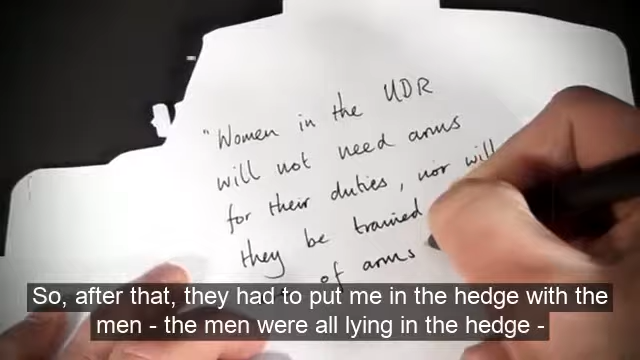 "Women in the UDR
will not need arms
for their duties, nor will
they be trained
of arms
So, after that, they had to put me in the hedge with the
men - the men were all lying in the hedge -